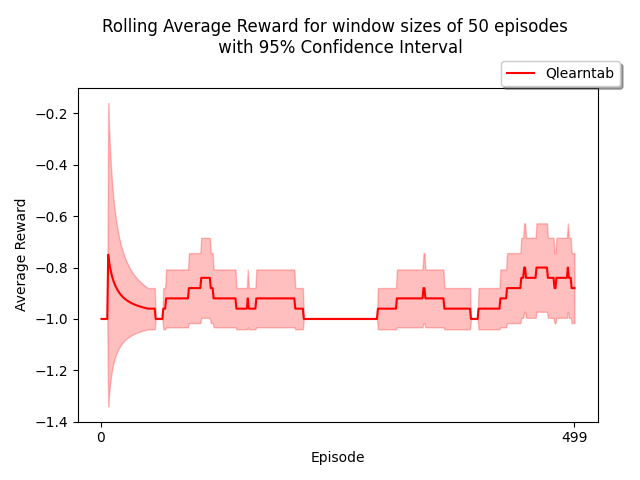 Rolling Average Reward for window sizes of 50 episodes
with 95% Confidence Interval
Qlearntab
Average Reward
−0.2
−0.4
−0.6
−0.8
−1.0
−1.2
−1.4
0
499
Episode